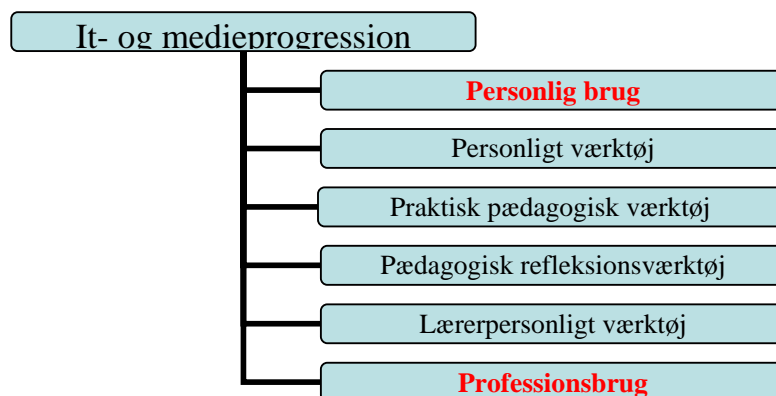 It- og medieprogression
Personlig brug
Personligt værktøj
Praktisk pædagogisk værktøj
Pædagogisk refleksionsværktøj
Lærerpersonligt værktøj
Professionsbrug